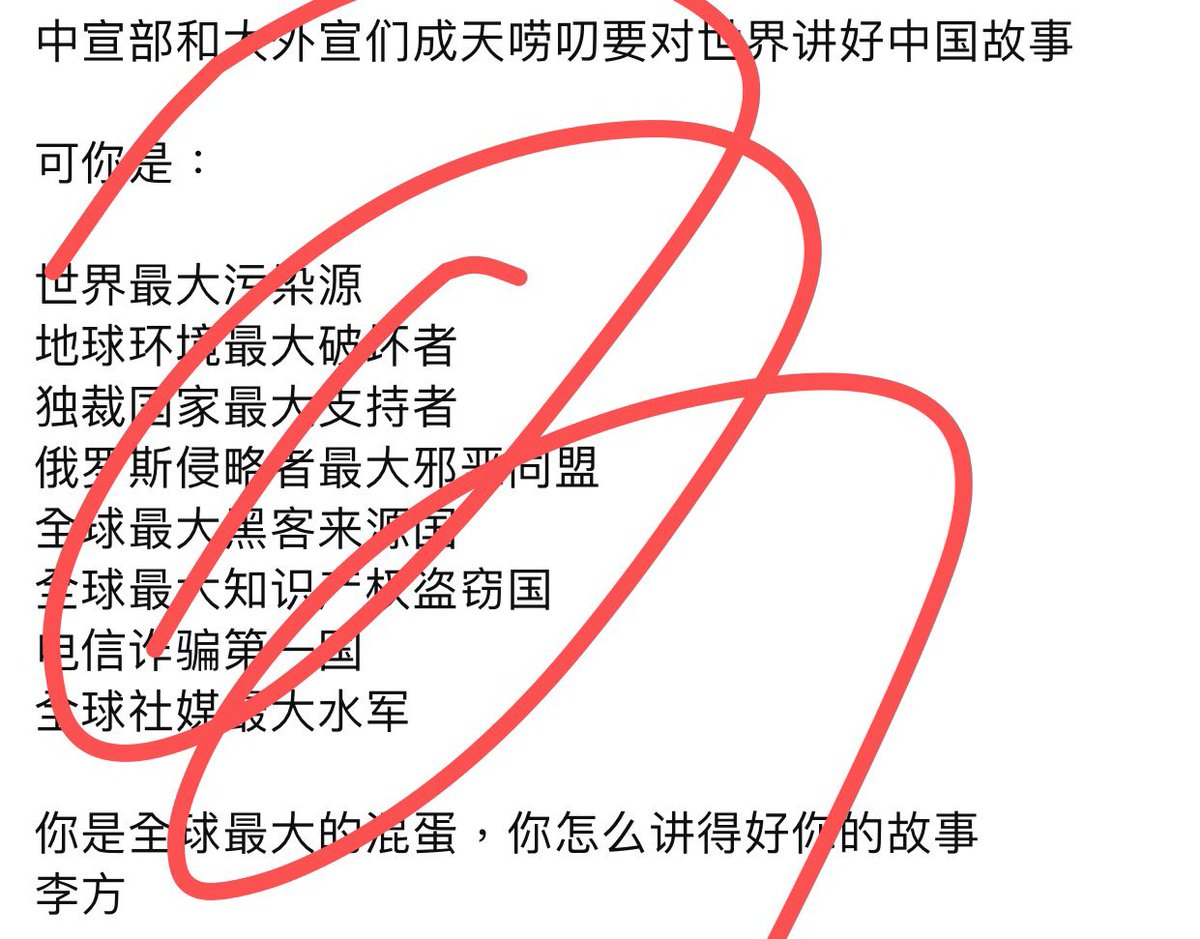 中宣部和大外宣们成天唠叨要对世界讲好中国故事
可你是：
世界最大污染源
地球环境最大破坏者
独裁国家最大支持者
俄罗斯侵略者最大邪恶同盟
全球最大黑客来源国
全球最大知识产权盗窃国
电信诈骗第一国
全球社媒最大水军
你是全球最大的混蛋，你怎么讲得好你的故事
李方